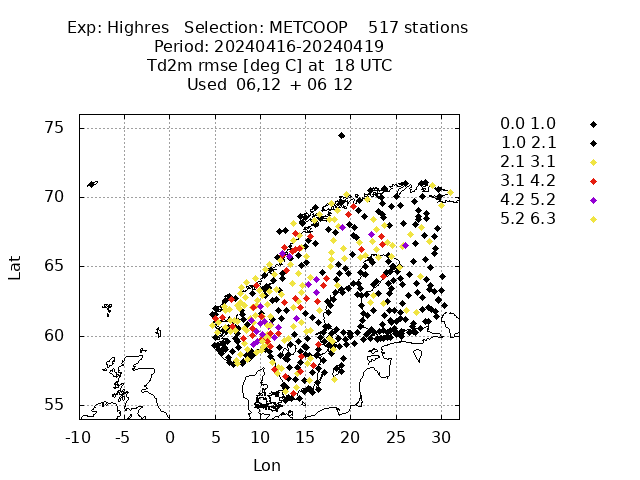 Exp: Highres   Selection: METCOOP    517 stations
Period: 20240416-20240419
Td2m rmse [deg C] at  18 UTC
Used  06,12  + 06 12
0.0 1.0
1.0 2.1
2.1 3.1
3.1 4.2
4.2 5.2
5.2 6.3
Lat
75
70
65
60
55
-10 -5 0 5 10 15 20 25 30
Lon